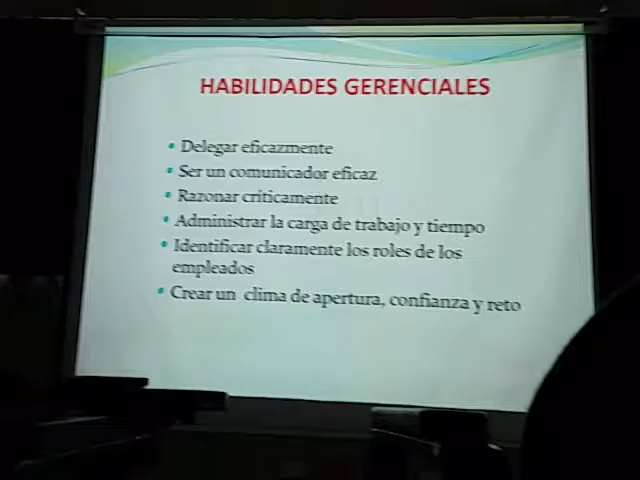 HABILIDADES GERENCIALES
• Delegar eficazmente
• Ser un comunicador eficaz
• Razonar críticamente
• Administrar la carga de trabajo y tiempo
• Identificar claramente los roles de los
empleados
• Crear un clima de apertura, confianza y reto